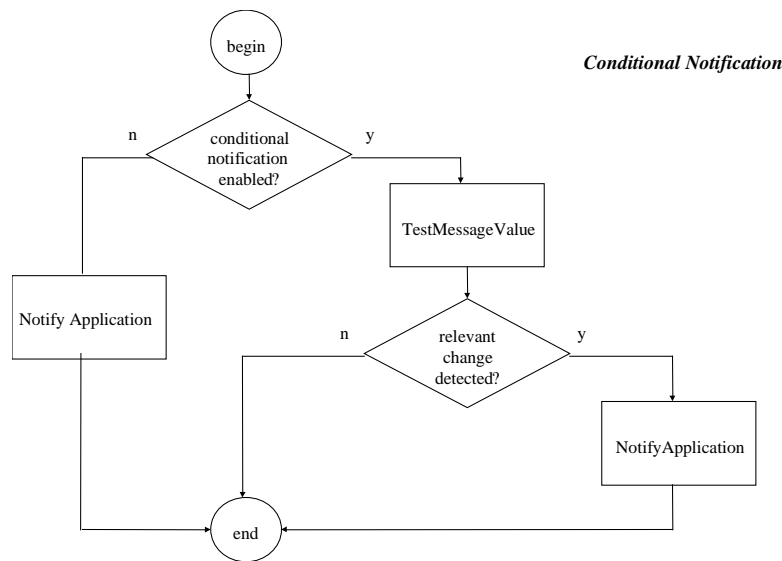 begin
Conditional Notification
n
conditional
notification
enabled?
y
TestMessageValue
Notify Application
n
relevant
change
detected?
y
NotifyApplication
end